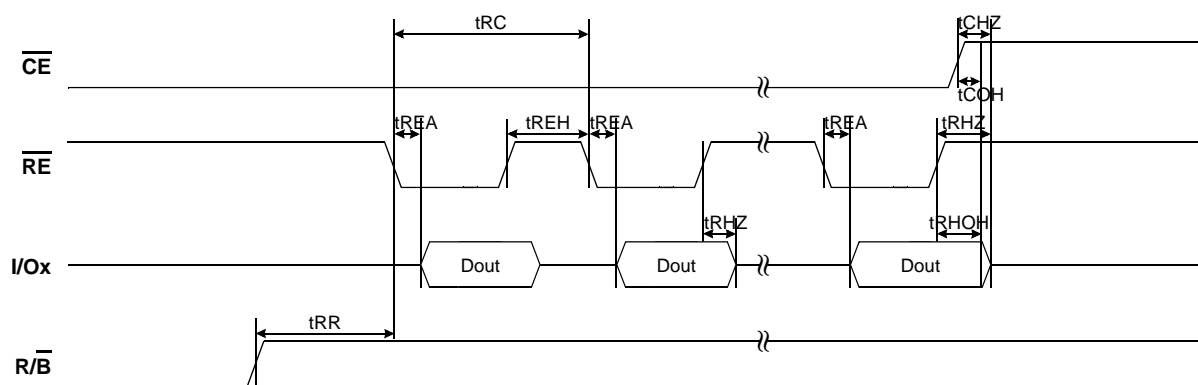 tRC
tCHZ
CE
tCOH
tREA
tREH
tREA
tREA
tRHZ
RE
tRHZ
tRHOH
I/Ox
Dout
Dout
Dout
tRR
R/B